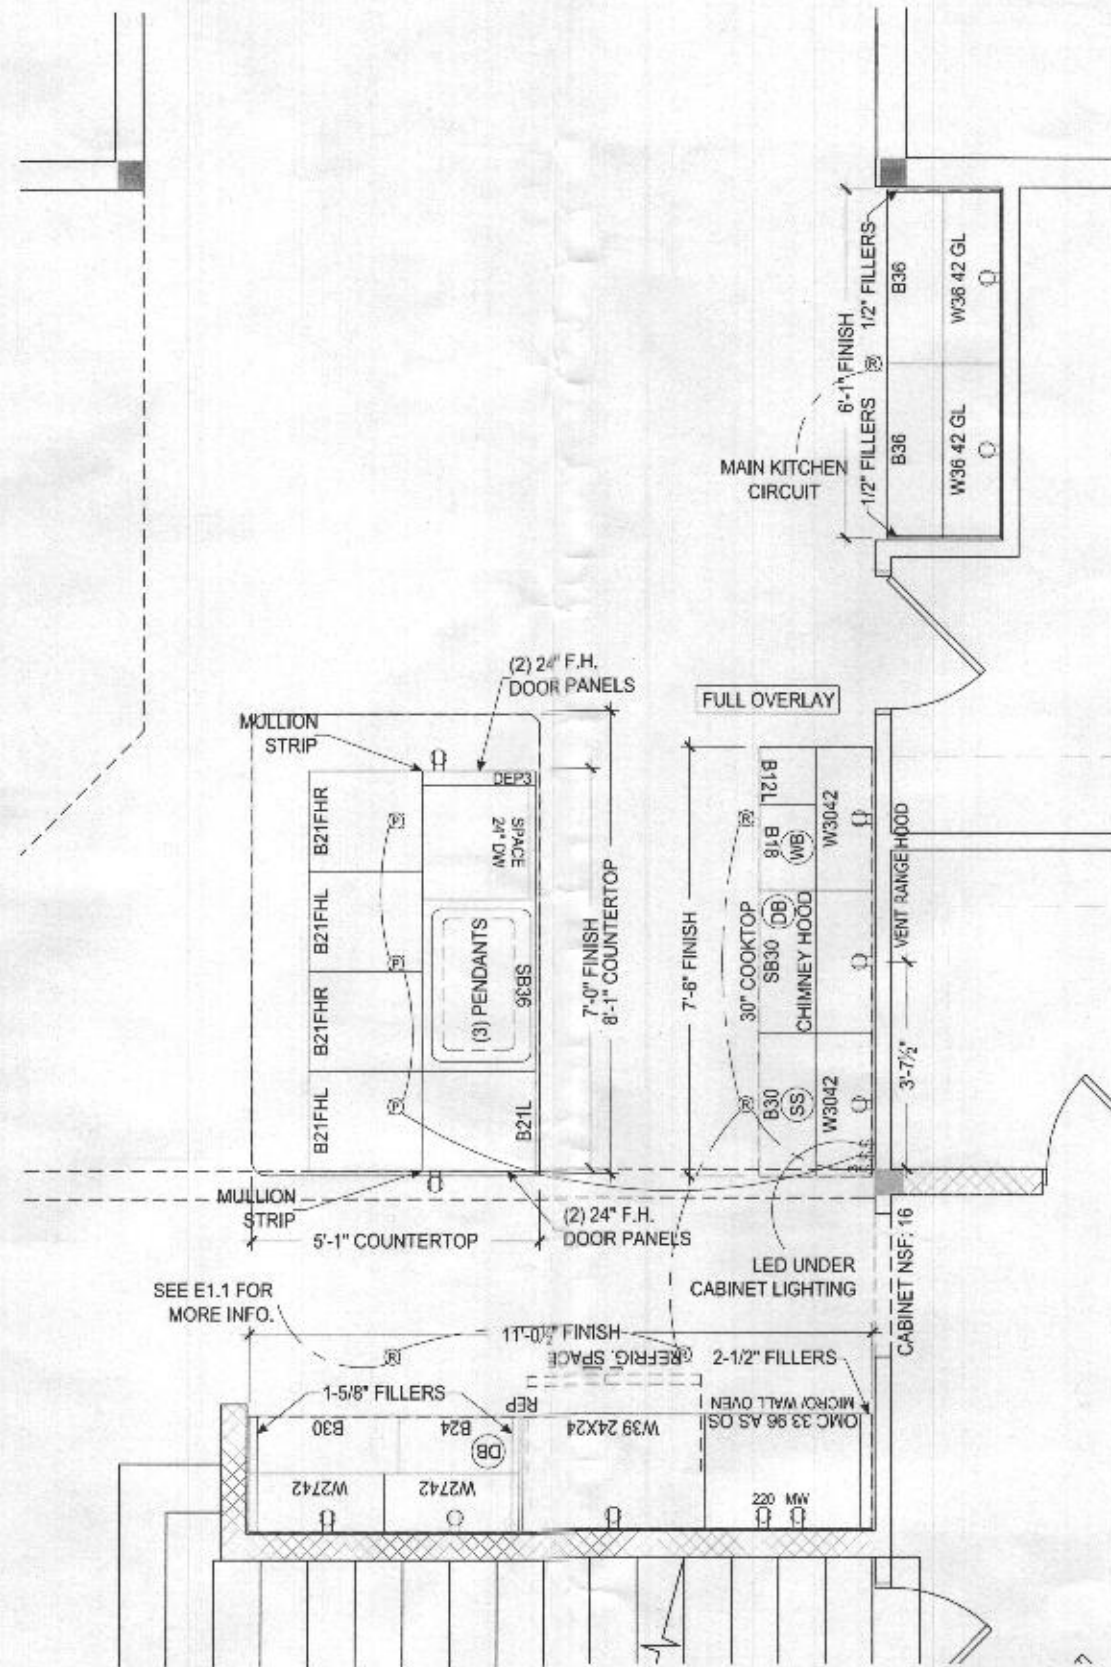 1/2" FILLERS
B36
W36 42 GL
6'-1" FINISH
MAIN KITCHEN
CIRCUIT
1/2" FILLERS
B36
W36 42 GL
(2) 24" F.H.
DOOR PANELS
FULL OVERLAY
MULLION
STRIP
DEP3
B21FHR
SPACE
24" DW
B12L
B18
BM
W3042
B21FHL
7'-0" FINISH
8'-1" COUNTERTOP
7'-6" FINISH
30" COOKTOP
SB30
DB
CHIMNEY HOOD
VENT RANGE HOOD
B21FHR
(3) PENDANTS
SB36
3'-7½"
B21FHL
B21L
B30
SS
W3042
$ $ $
MULLION
STRIP
(2) 24" F.H.
DOOR PANELS
5'-1" COUNTERTOP
LED UNDER
CABINET LIGHTING
CABINET NSF: 16
SEE E1.1 FOR
MORE INFO.
11'-0½" FINISH
R
REFRIG. SPACE
R
2-1/2" FILLERS
1-5/8" FILLERS
REP
B30
B24
DB
W39 24X24
OMC 33 96 AS OS
MICRO/ WALL OVEN
W2742
W2742
220
MW